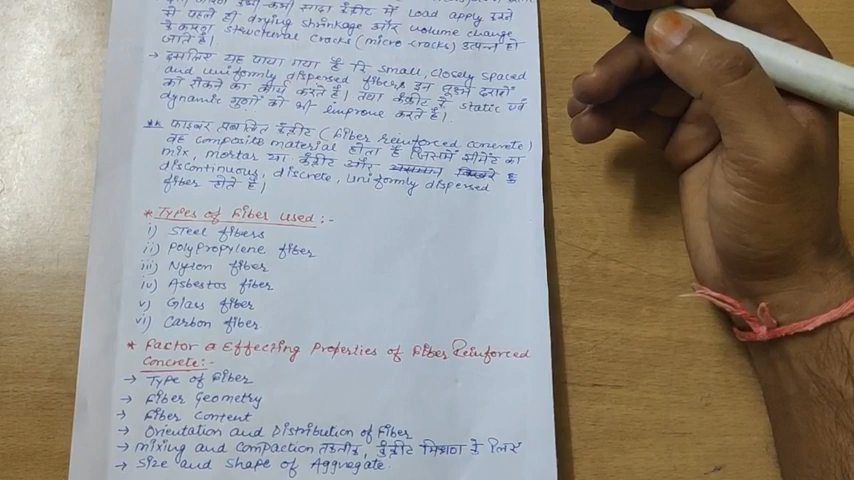 कभी कभी सादा कंक्रीट में Load apply करने
से पहले ही drying shrinkage और volume change
के कारण structural cracks (micro-cracks) उत्पन्न हो
जाते हैं।
→ इसलिए यह पाया गया है कि small, closely spaced
and uniformly dispersed fibers इन सूक्ष्म दरारों
को रोकने का कार्य करते हैं। तथा कंक्रीट के static एवं
dynamic गुणों को भी improve करते हैं।
** फाइबर प्रबलित कंक्रीट (fiber reinforced concrete)
वह composite material होता है जिसमें सीमेंट का
mix, mortar या कंक्रीट और
discontinuous, discrete, uniformly dispersed
fiber होते हैं।
* Types of Fiber used:-
i) Steel fibers
ii) PolyPropylene fiber
iii) Nylon fiber
iv) Asbestos fiber
v) Glass fiber
vi) Carbon fiber
* Factor a Effecting Properties of Fiber Reinforced
Concrete:-
→ Type of Fiber
→ Fiber Geometry
→ Fiber Content
→ Orientation and Distribution of Fiber
→ Mixing and Compaction तकनीक, कंक्रीट मिश्रण के लिए
→ Size and Shape of Aggregate.